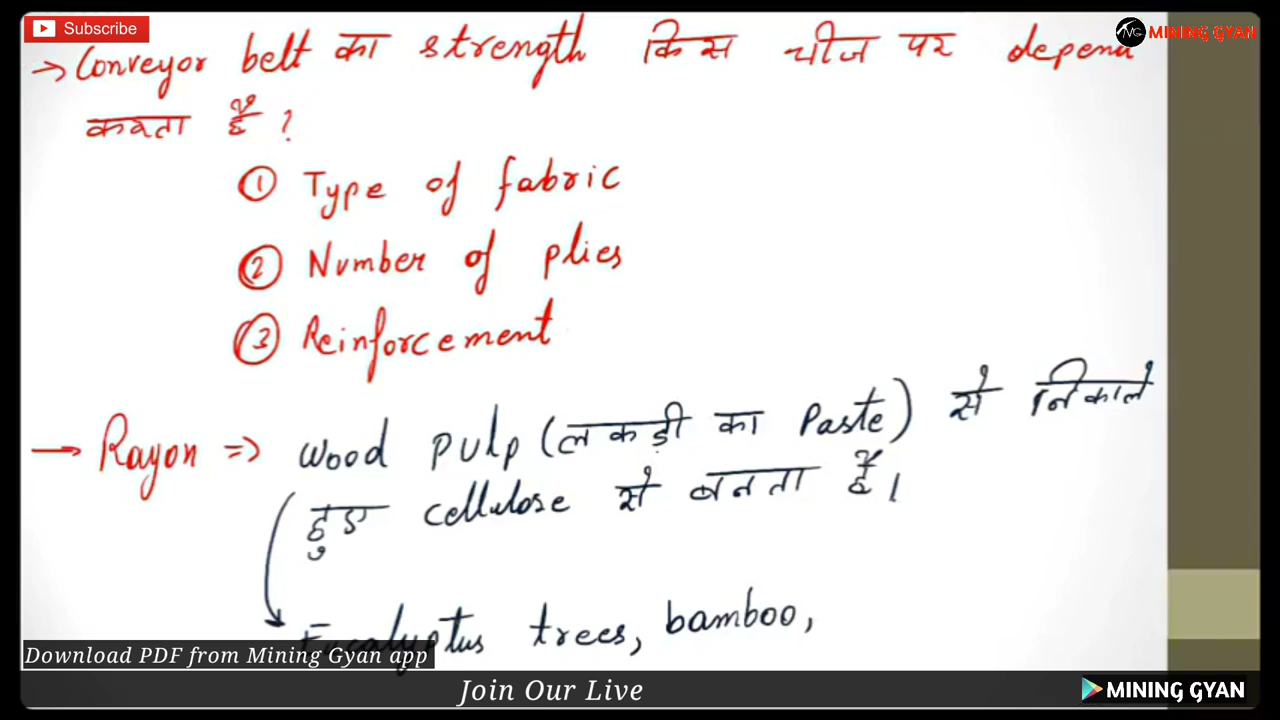 Subscribe
MINING GYAN
→ Conveyor belt का strength किस चीज पर depend
करता है ?
① Type of fabric
② Number of plies
③ Reinforcement
→ Rayon => Wood pulp (लकड़ी का Paste) से निकाले
हुए cellulose से बनता है।
Eucalyptus trees, bamboo,
Download PDF from Mining Gyan app
Join Our Live
MINING GYAN